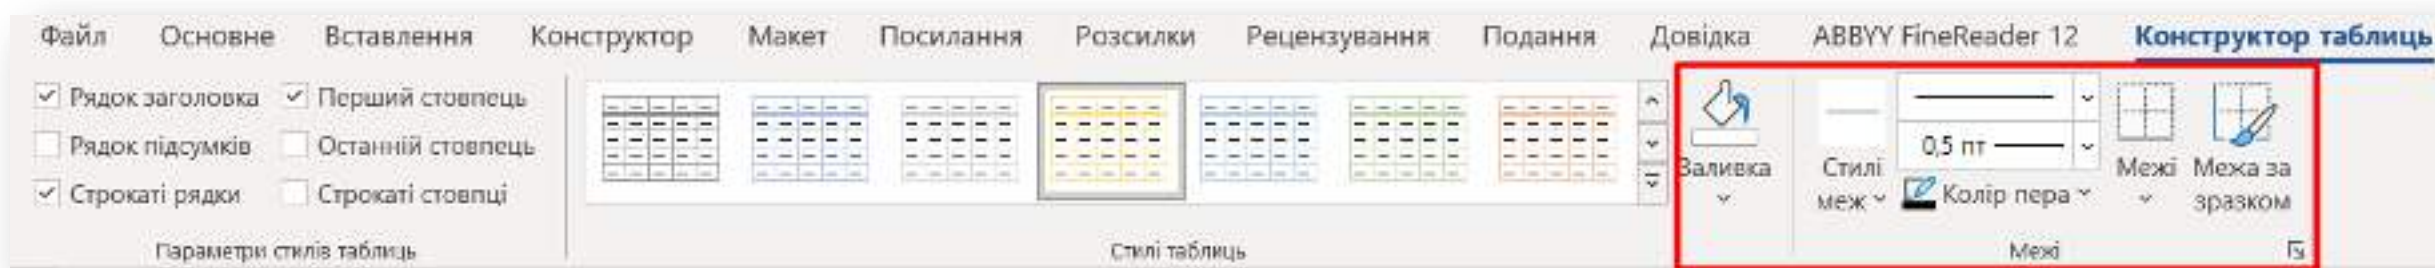 Файл Основне Вставлення Конструктор Макет Посилання Розсилки Рецензування Подання Довідка ABBYY FineReader 12 Конструктор таблиць
Рядок заголовка Перший стовпець
Рядок підсумків Останній стовпець
Строкаті рядки Строкаті стовпці
Параметри стилів таблиць
Стилі таблиць
Заливка
Стилі меж
0,5 пт
Колір пера
Межі
Межа за
зразком
Межі